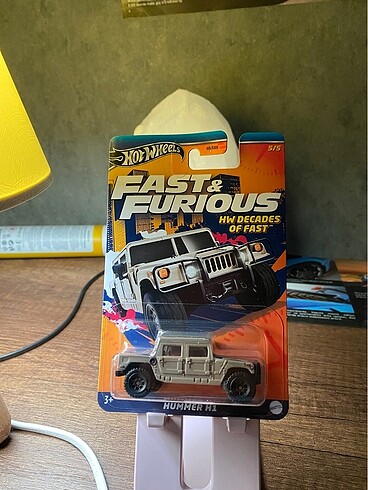 HOT WHEELS
5/5
FAST &
FURIOUS
HW DECADES
OF FAST
3+
HUMMER H1